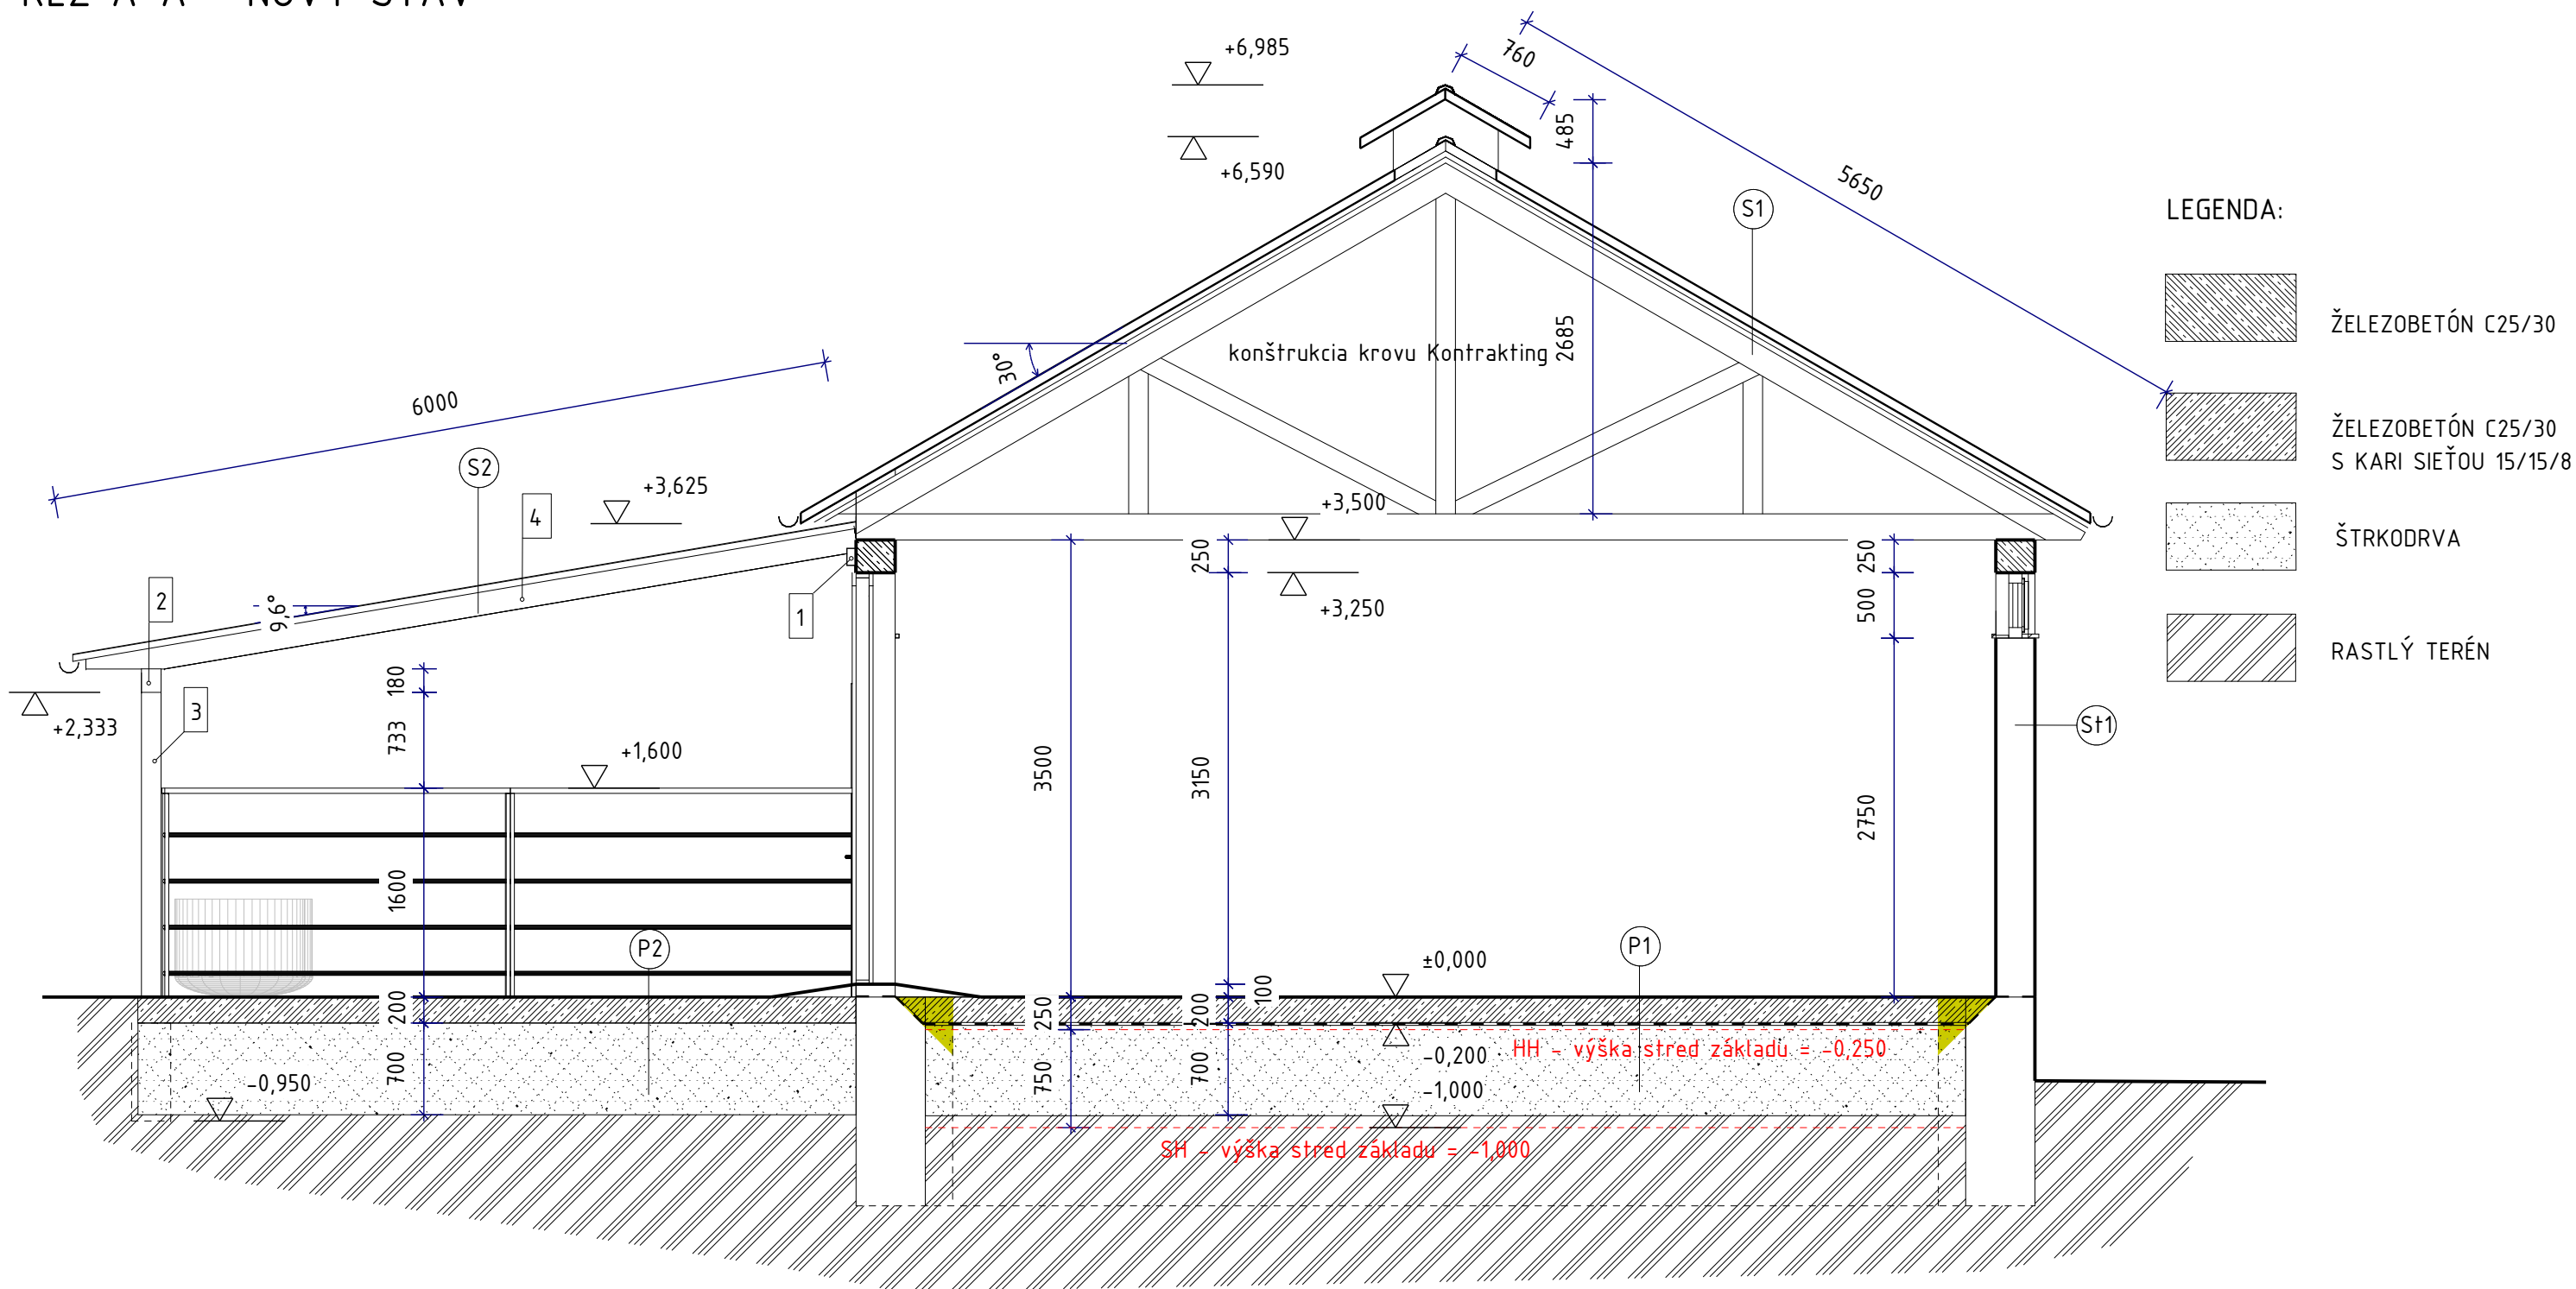 REZ A-A - NOVÝ STAV
+6,985
760
485
+6,590
5650
S1
LEGENDA:
ŽELEZOBETÓN C25/30
2685
konštrukcia krovu Kontrakting
30°
6000
ŽELEZOBETÓN C25/30
S KARI SIEŤOU 15/15/8
S2
+3,625
4
+3,500
ŠTRKODRVA
250
250
2
9,6°
1
+3,250
500
RASTLÝ TERÉN
180
3
+2,333
733
St1
+1,600
3500
3150
2750
1600
P2
P1
±0,000
100
200
250
200
-0,200
HH - výška stred základu = -0,250
700
750
700
-0,950
-1,000
SH - výška stred základu = -1,000